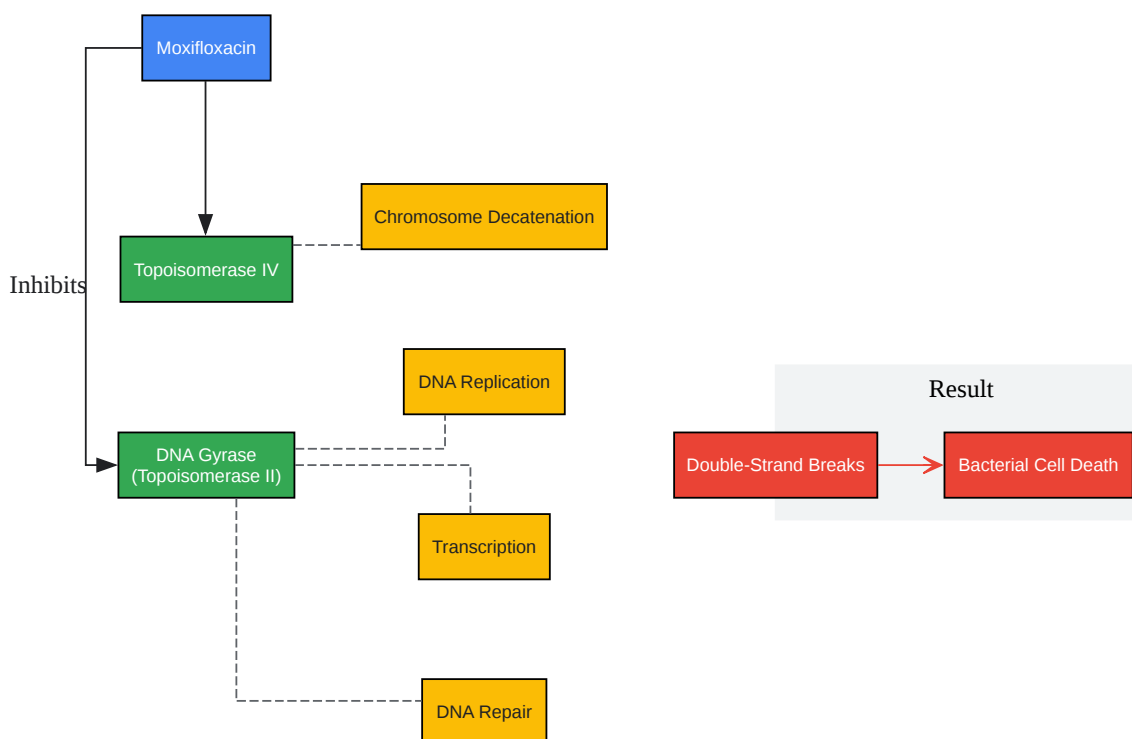 Moxifloxacin
Chromosome Decatenation
Topoisomerase IV
Inhibits
DNA Replication
Result
DNA Gyrase
(Topoisomerase II)
Double-Strand Breaks
Bacterial Cell Death
Transcription
DNA Repair